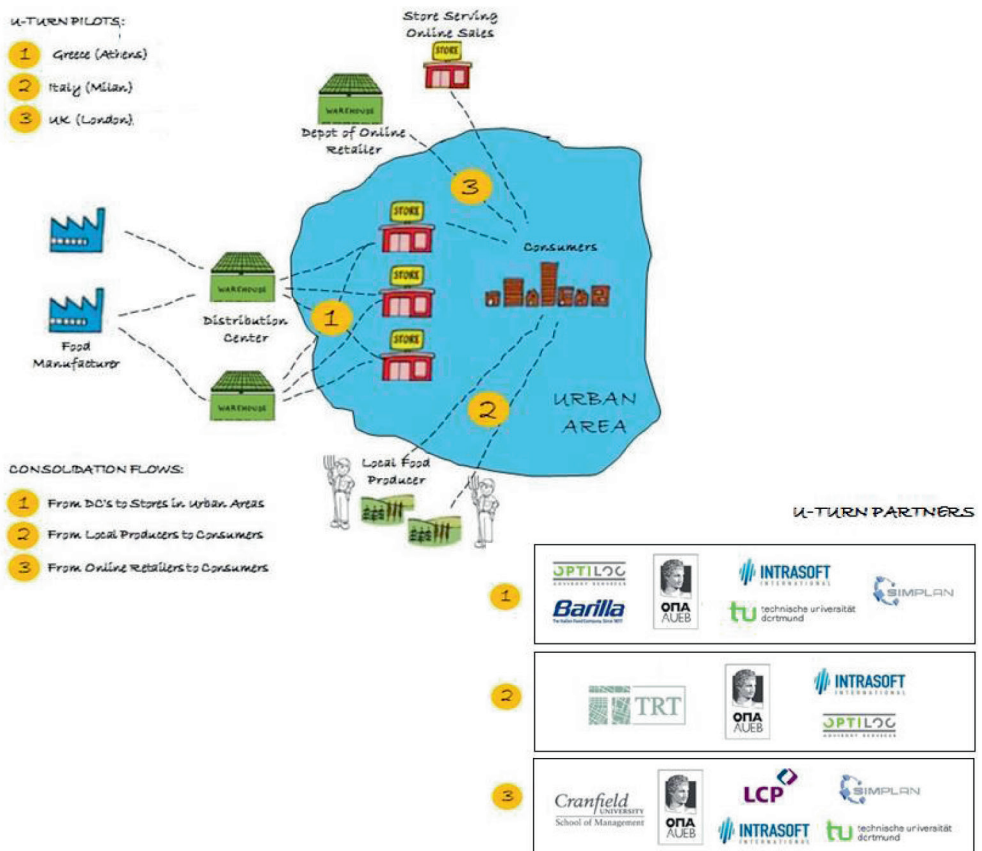 U-TURN PILOTS:
1 Greece (Athens)
2 Italy (Milan)
3 UK (London)
Store Serving
Online Sales
STORE
WAREHOUSE
Depot of Online
Retailer
3
STORE
Consumers
WAREHOUSE
STORE
Distribution
Center
1
Food
Manufacturer
STORE
WAREHOUSE
2
URBAN
AREA
Local Food
Producer
CONSOLIDATION FLOWS:
1 From DC's to Stores in Urban Areas
2 From Local Producers to Consumers
3 From Online Retailers to Consumers
U-TURN PARTNERS
1
OPTILOG
ADVISORY SERVICES
Barilla
The Italian Food Company. Since 1877.
ΟΠΑ
AUEB
INTRASOFT
INTERNATIONAL
tu technische universität
dortmund
SIMPLAN
2
TRT
ΟΠΑ
AUEB
INTRASOFT
INTERNATIONAL
OPTILOG
ADVISORY SERVICES
3
Cranfield
UNIVERSITY
School of Management
ΟΠΑ
AUEB
LCP
INTRASOFT
INTERNATIONAL
SIMPLAN
tu technische universität
dortmund